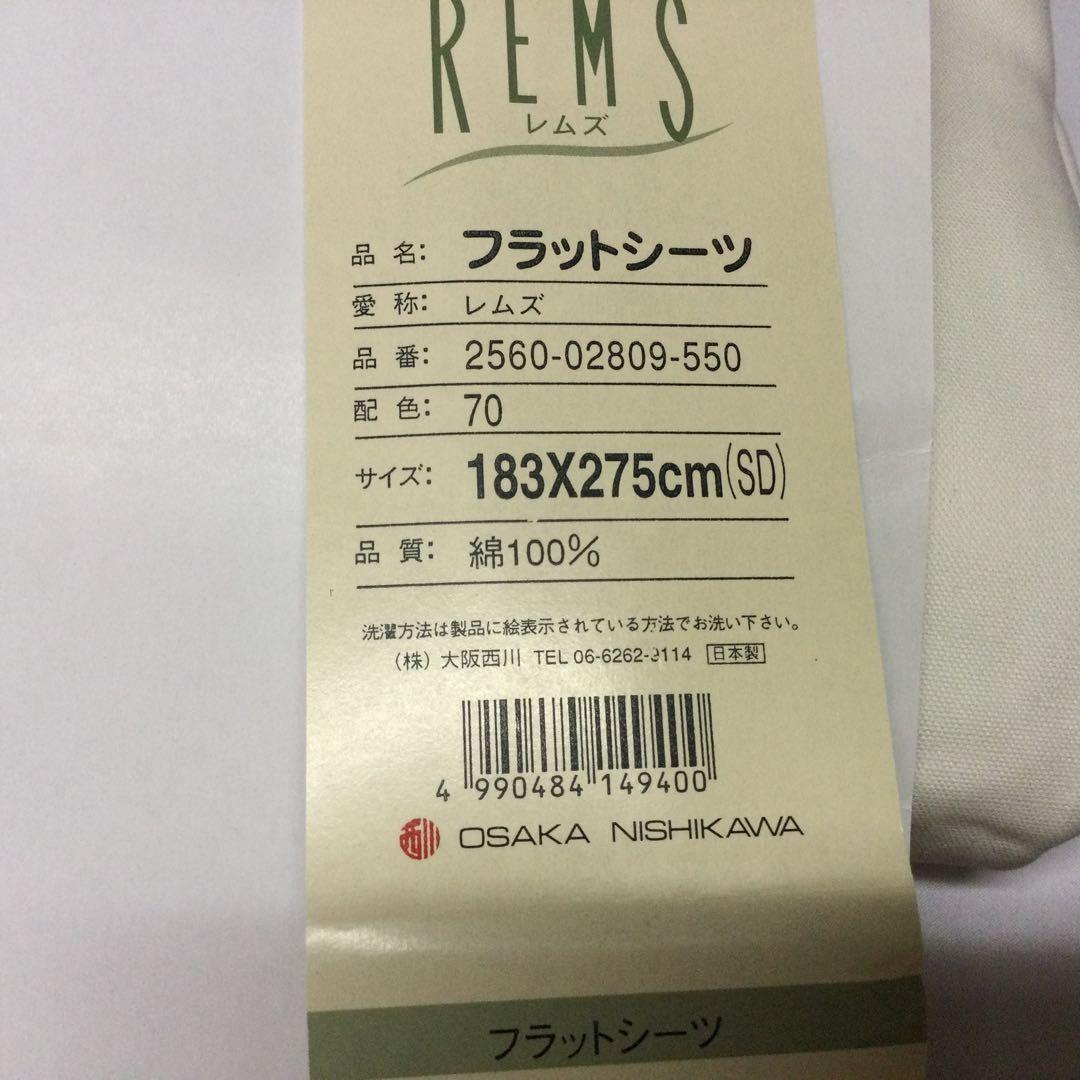 REMS
レムズ
品名: フラットシーツ
愛称: レムズ
品番: 2560-02809-550
配色: 70
サイズ: 183X275cm(SD)
品質: 綿100%
洗濯方法は製品に絵表示されている方法でお洗い下さい。
(株) 大阪西川 TEL 06-6262-9114 日本製
4 990484 149400
西川 OSAKA NISHIKAWA
フラットシーツ